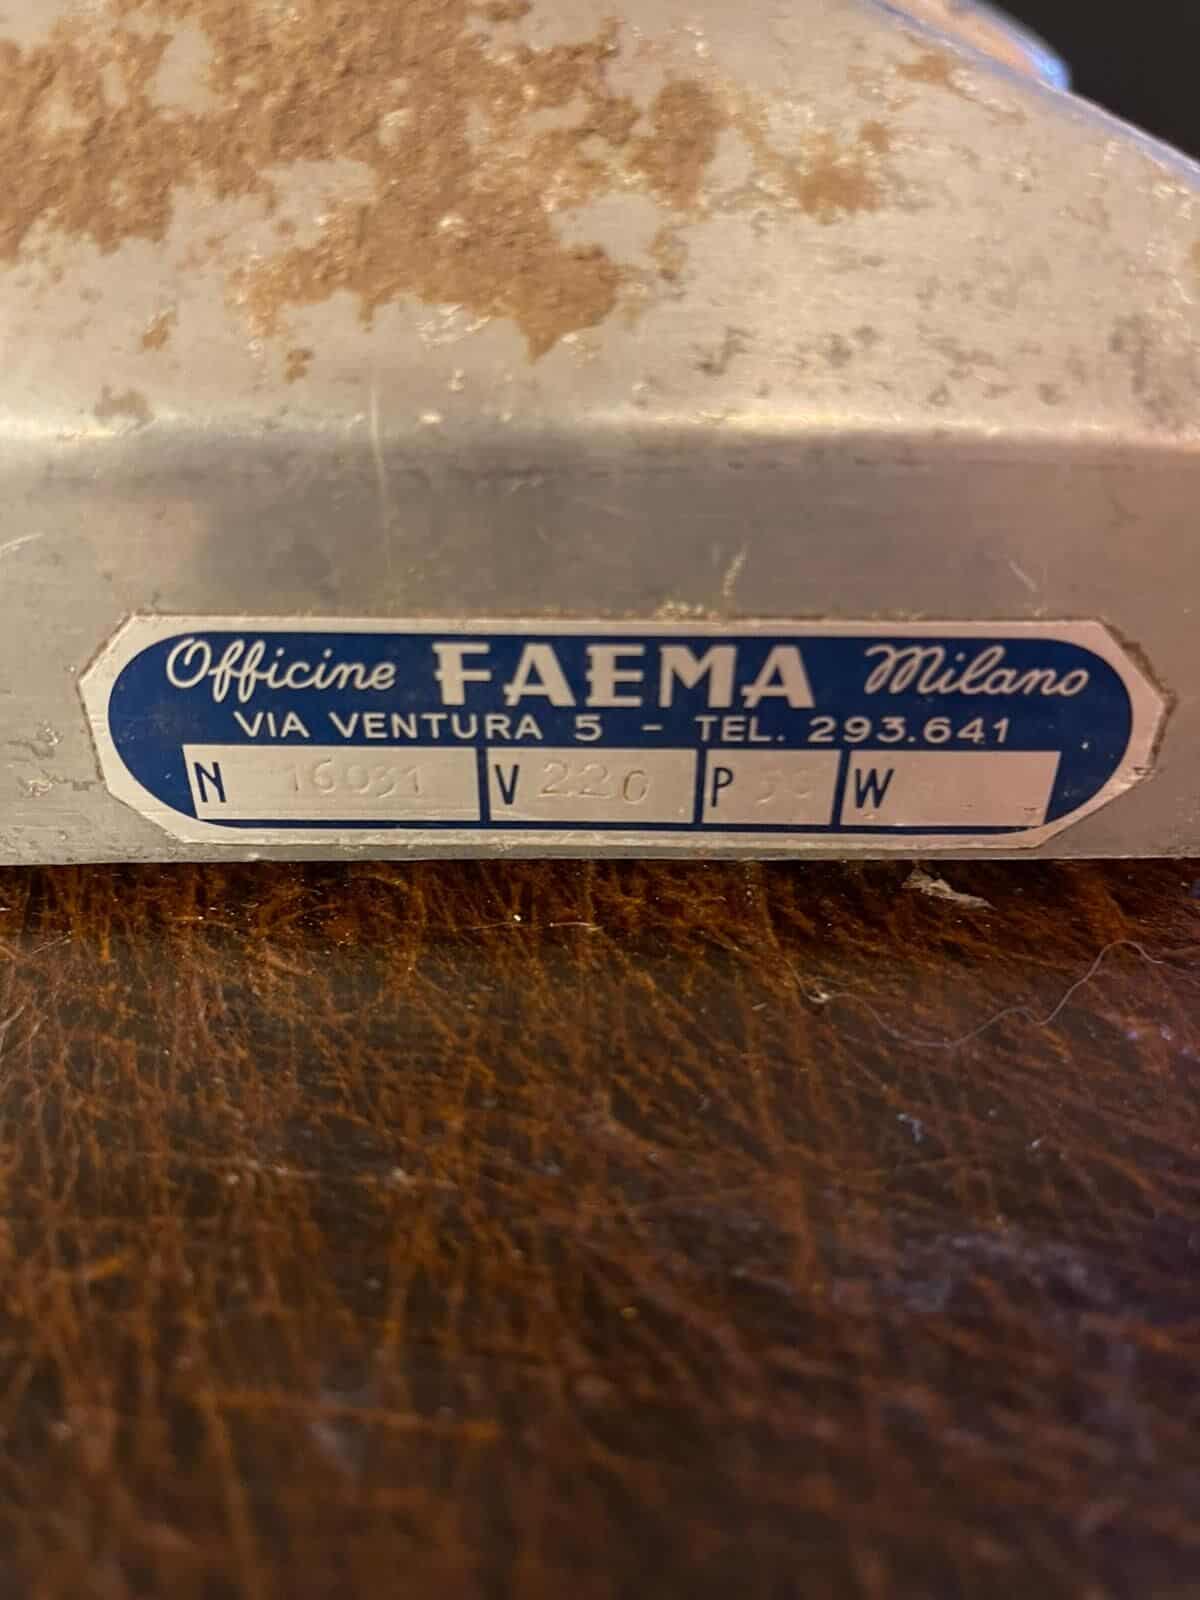 Officine FAEMA Milano
VIA VENTURA 5 - TEL. 293.641
N 16031 V 220 P W